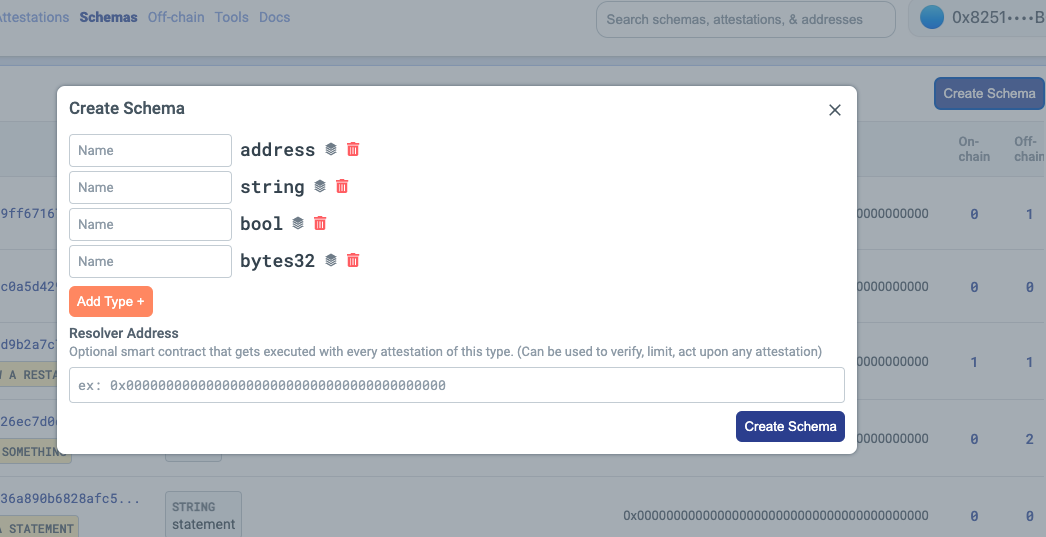 Attestations Schemas Off-chain Tools Docs
Search schemas, attestations, & addresses
0x8251••••B
Create Schema
On-chain
Off-chain
Create Schema
Name address
Name string
Name bool
Name bytes32
Add Type +
Resolver Address
Optional smart contract that gets executed with every attestation of this type. (Can be used to verify, limit, act upon any attestation)
ex: 0x0000000000000000000000000000000000000000
Create Schema
9ff6716
0000000000 0 1
c0a5d429
0000000000 0 0
d9b2a7c
0000000000 1 1
A RESTA
26ec7d0
0000000000 0 2
SOMETHING
36a890b6828afc5...
STRING
statement
0x0000000000000000000000000000000000000000 0 0
A STATEMENT